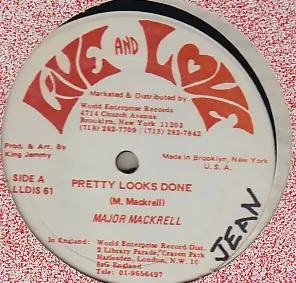 LIVE AND LOVE
Marketed & Distributed by:
World Enterprise Records
4714 Church Avenue
Brooklyn, New York 11203
(718) 282-7709 / (715) 282-7842
Prod. & Arr. By
King Jammy
Made in Brooklyn, New York
U.S.A.
SIDE A
LLDIS 61
PRETTY LOOKS DONE
(M. Mackrell)
MAJOR MACKRELL
In England: World Enterprise Record Dist.
2 Library Parade, "Craven Park
Harlesden, London, N.W. 10
England
Tel: 01-9656497
JEAN